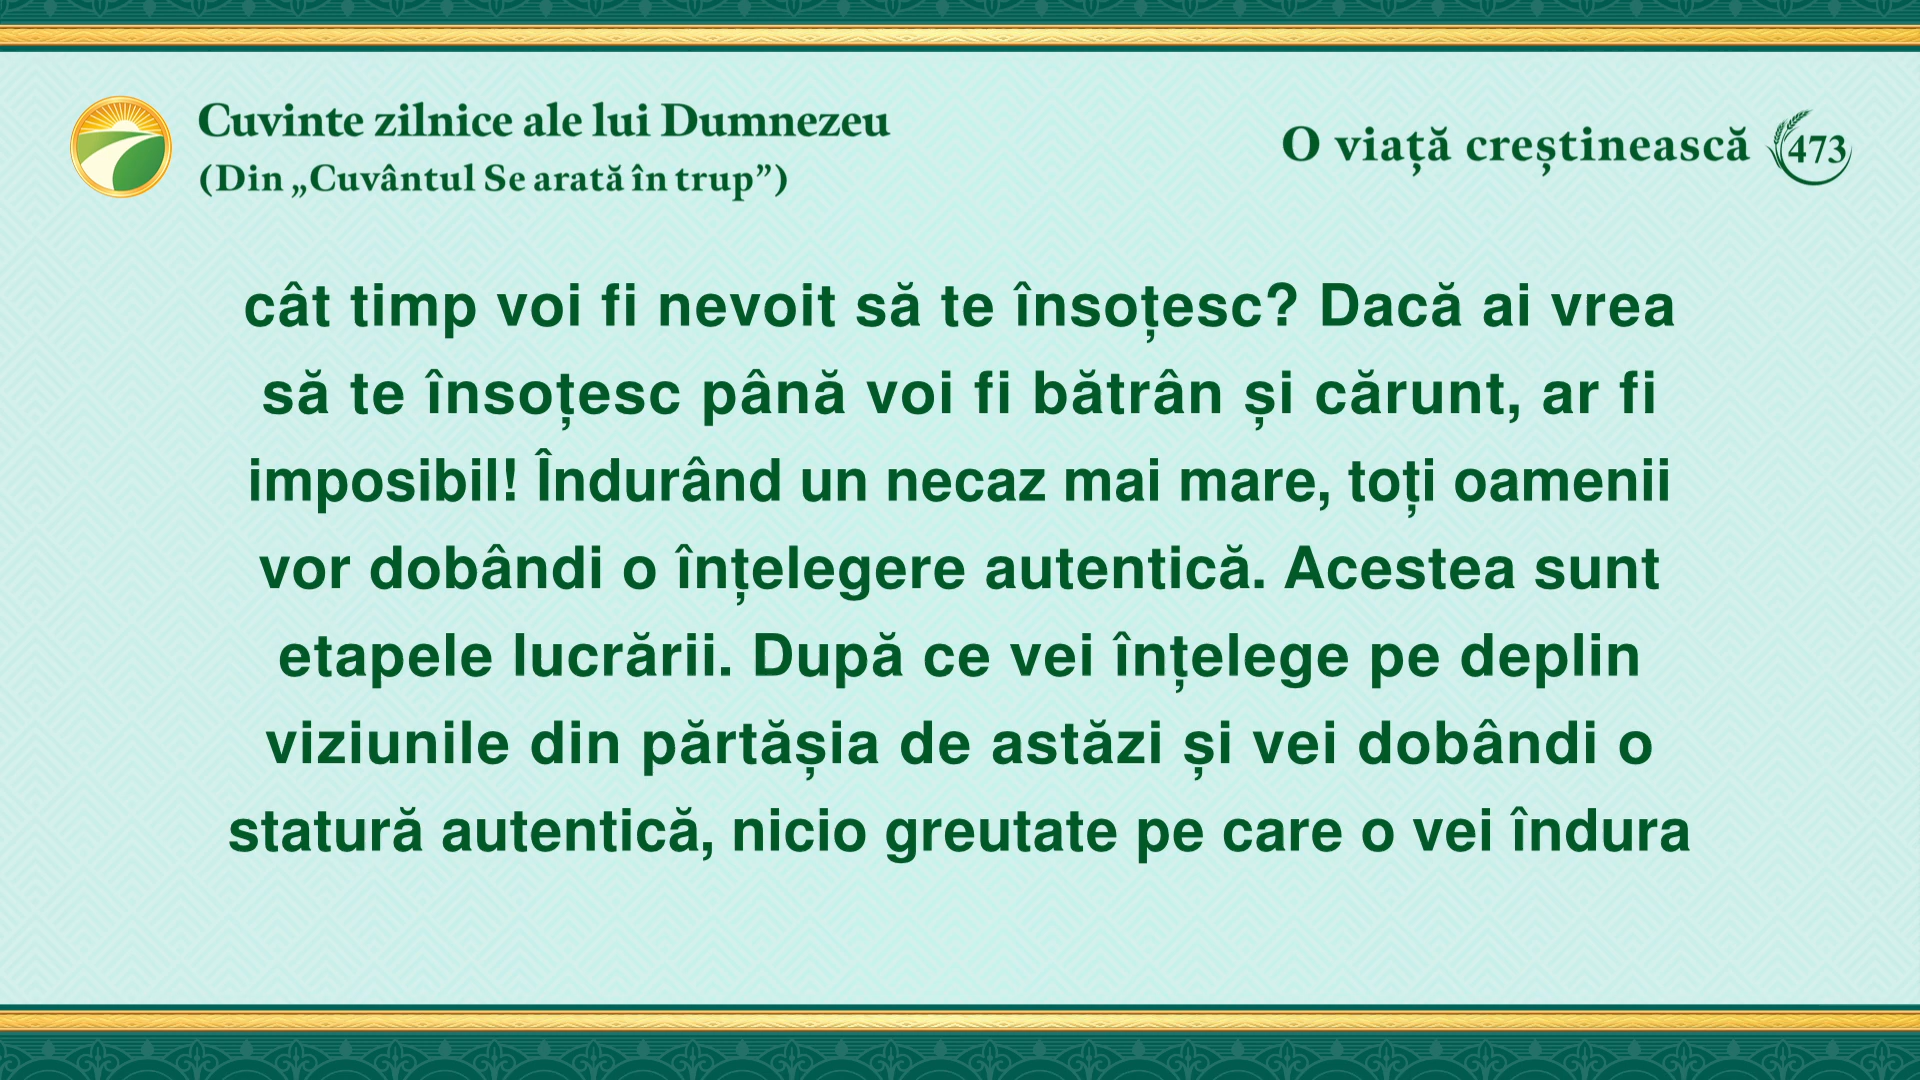 Cuvinte zilnice ale lui Dumnezeu
(Din „Cuvântul Se arată în trup”)
O viață creștinească 473
cât timp voi fi nevoit să te însoțesc? Dacă ai vrea
să te însoțesc până voi fi bătrân și cărunt, ar fi
imposibil! Îndurând un necaz mai mare, toți oamenii
vor dobândi o înțelegere autentică. Acestea sunt
etapele lucrării. După ce vei înțelege pe deplin
viziunile din părtășia de astăzi și vei dobândi o
statură autentică, nicio greutate pe care o vei îndura